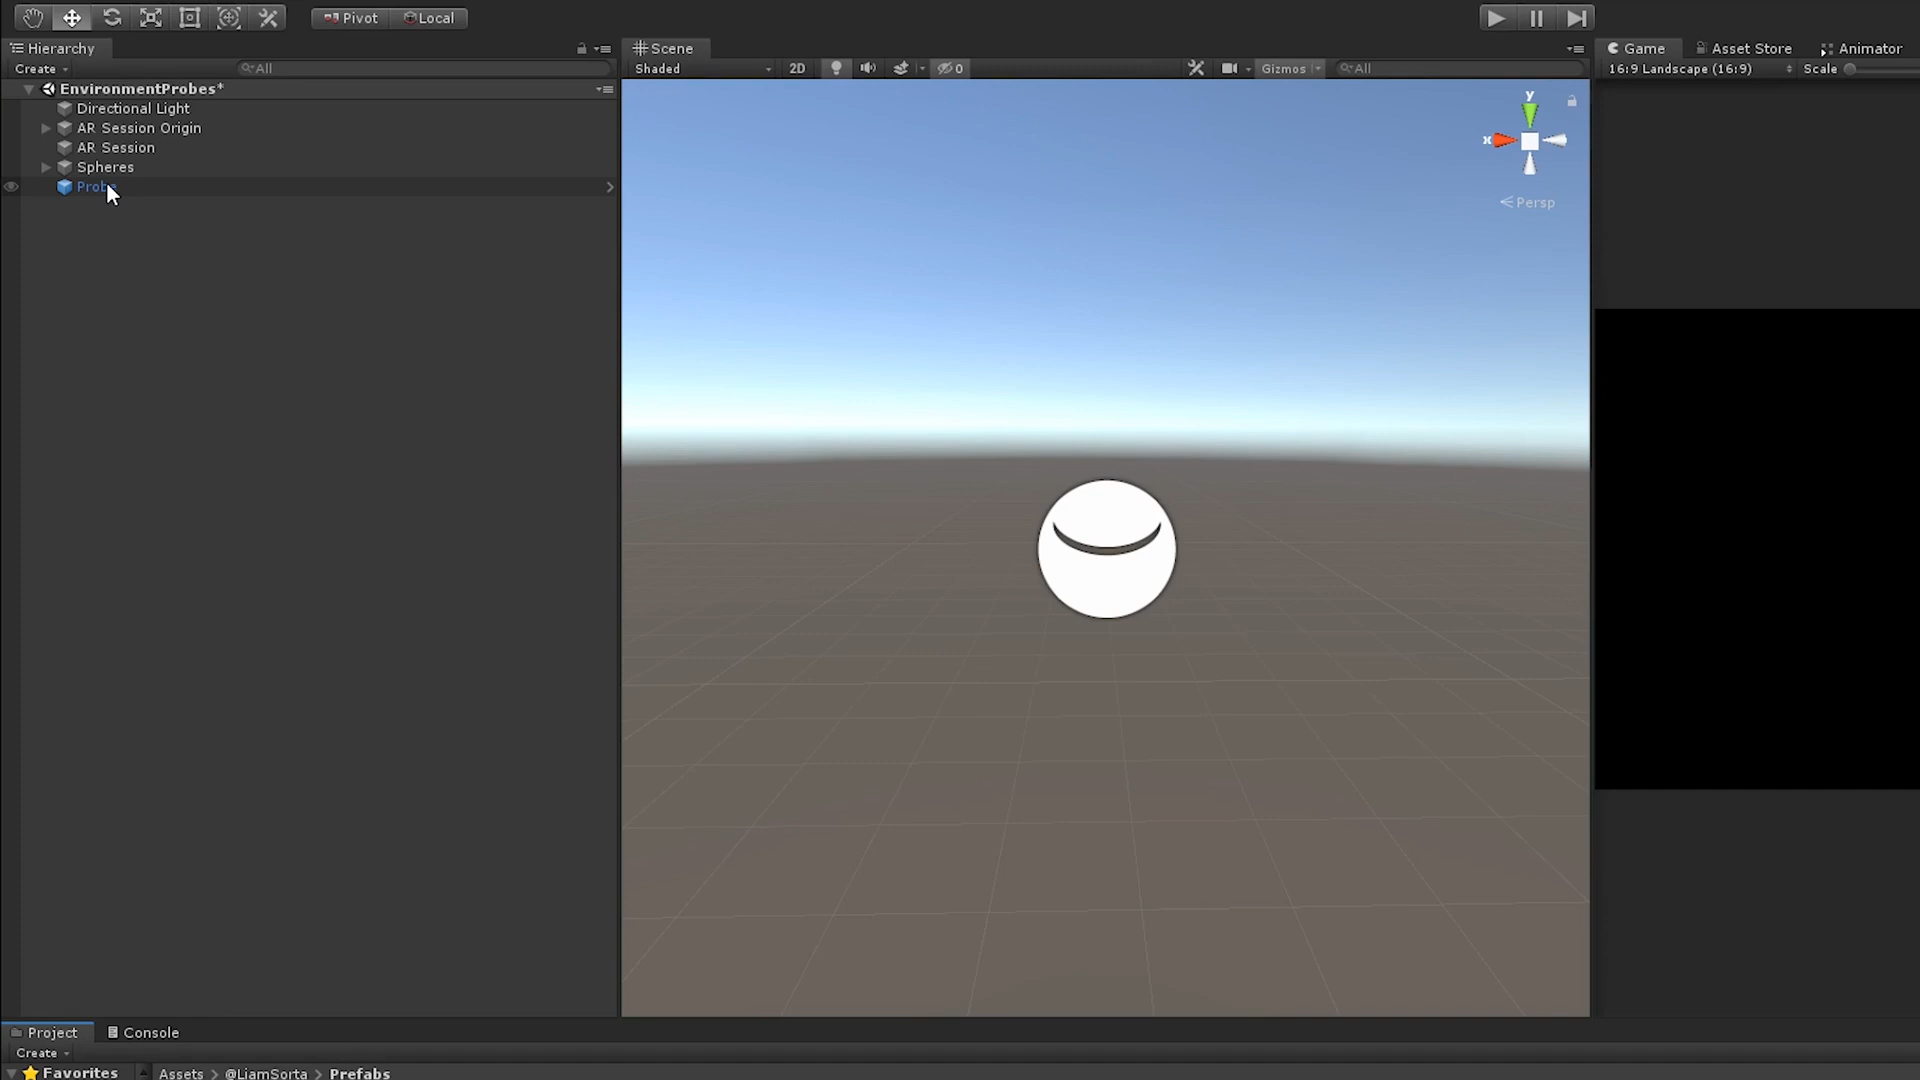 Pivot Local
Hierarchy
Create All
EnvironmentProbes*
Directional Light
AR Session Origin
AR Session
Spheres
Probe
Scene
Shaded 2D 0 Gizmos All
y
x
Persp
Game Asset Store Animator
16:9 Landscape (16:9) Scale
Project Console
Create
Favorites Assets > @LiamSorta > Prefabs